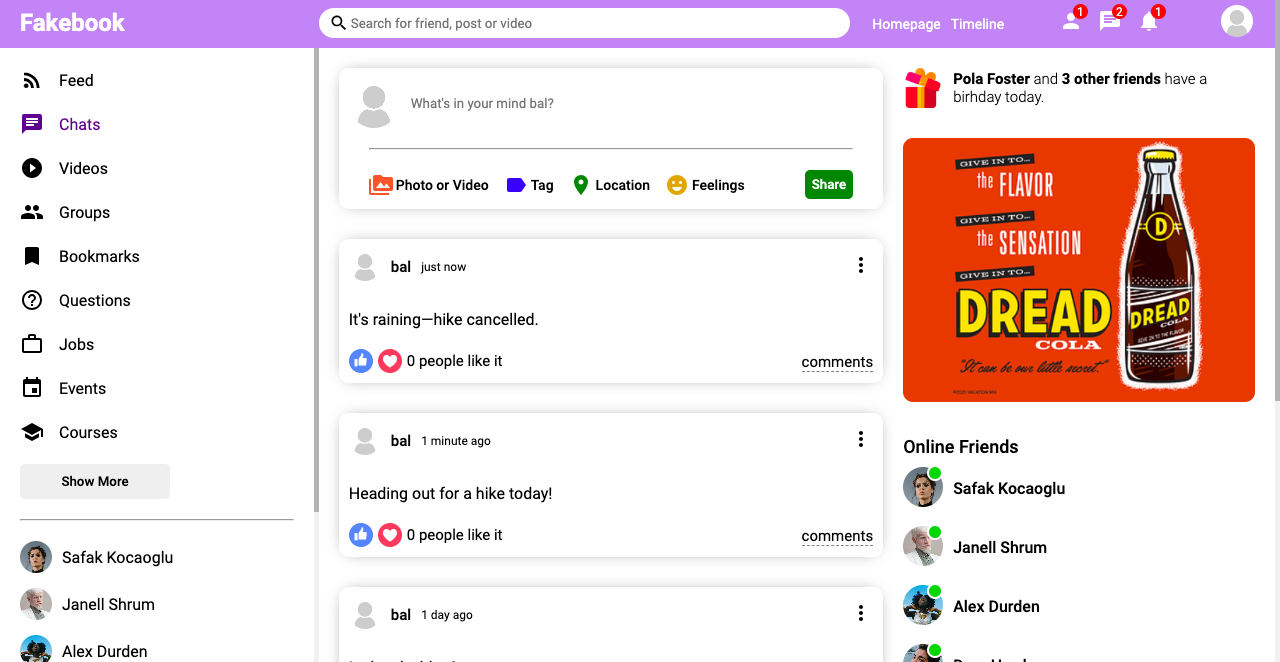 Fakebook
Search for friend, post or video
Homepage Timeline
1
2
1
Feed
Chats
Videos
Groups
Bookmarks
Questions
Jobs
Events
Courses
Show More
Safak Kocaoglu
Janell Shrum
Alex Durden
What's in your mind bal?
Photo or Video
Tag
Location
Feelings
Share
bal just now
It's raining—hike cancelled.
0 people like it
comments
bal 1 minute ago
Heading out for a hike today!
0 people like it
comments
bal 1 day ago
Pola Foster and 3 other friends have a
birhday today.
GIVE IN TO...
the FLAVOR
GIVE IN TO...
the SENSATION
GIVE IN TO...
DREAD
COLA
"It can be our little secret."
D
DREAD
COLA
GIVE IN TO THE FLAVOR
Online Friends
Safak Kocaoglu
Janell Shrum
Alex Durden